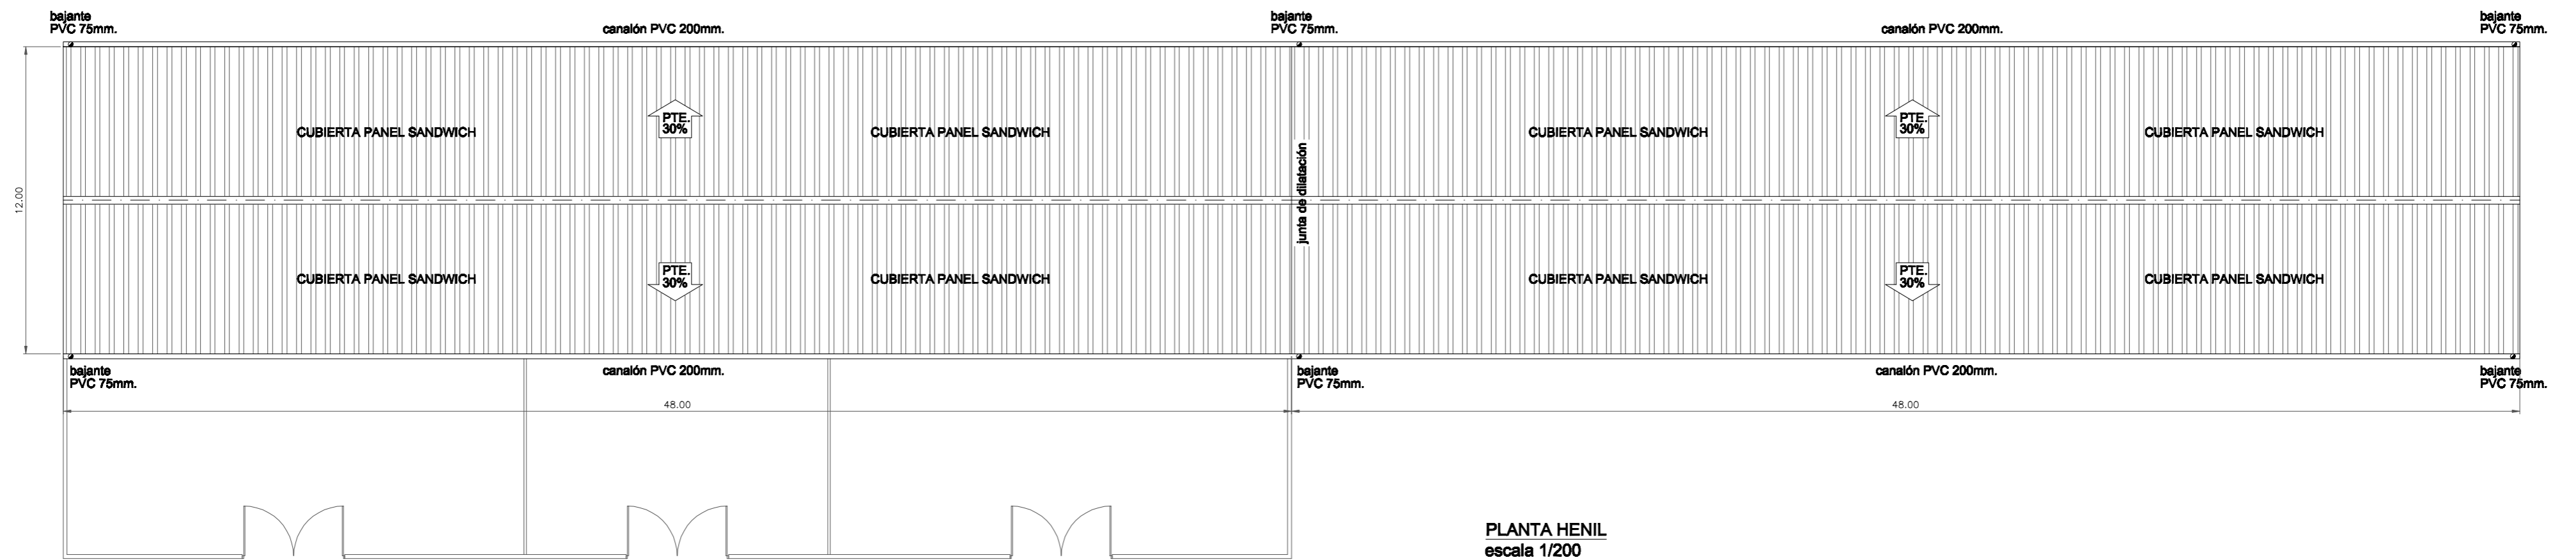 bajante
PVC 75mm.
canalón PVC 200mm.
bajante
PVC 75mm.
canalón PVC 200mm.
bajante
PVC 75mm.
CUBIERTA PANEL SANDWICH
PTE.
30%
CUBIERTA PANEL SANDWICH
CUBIERTA PANEL SANDWICH
PTE.
30%
CUBIERTA PANEL SANDWICH
12.00
junta de dilatación
CUBIERTA PANEL SANDWICH
PTE.
30%
CUBIERTA PANEL SANDWICH
CUBIERTA PANEL SANDWICH
PTE.
30%
CUBIERTA PANEL SANDWICH
bajante
PVC 75mm.
canalón PVC 200mm.
bajante
PVC 75mm.
canalón PVC 200mm.
bajante
PVC 75mm.
48.00
48.00
PLANTA HENIL
escala 1/200